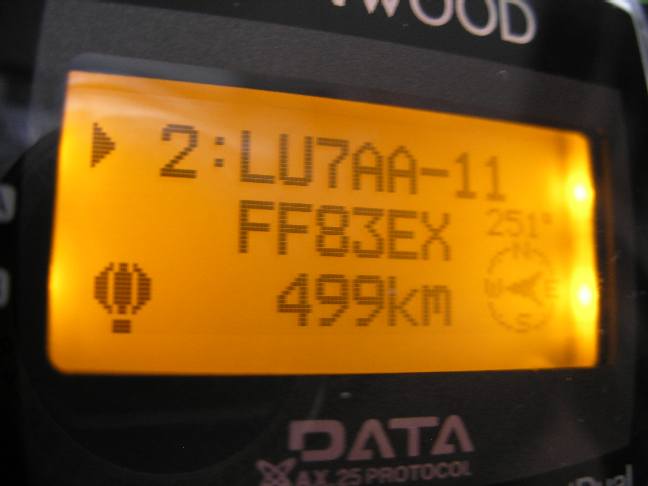 WOOD
2:LU7AA-11
FF83EX
251°
N
499km
W E
S
DATA
AX.25 PROTOCOL